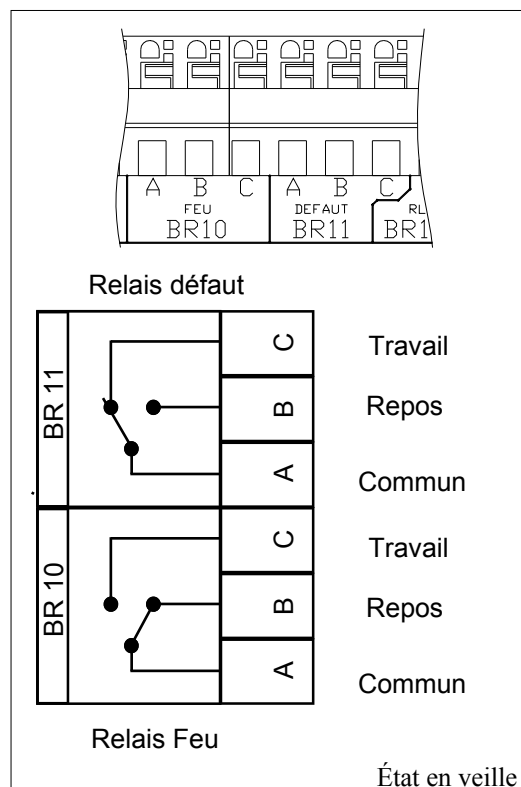 A B C A B C
FEU DEFAUT RL
BR10 BR11 BR1
Relais défaut
BR 11
C Travail
B Repos
A Commun
BR 10
C Travail
B Repos
A Commun
Relais Feu
État en veille